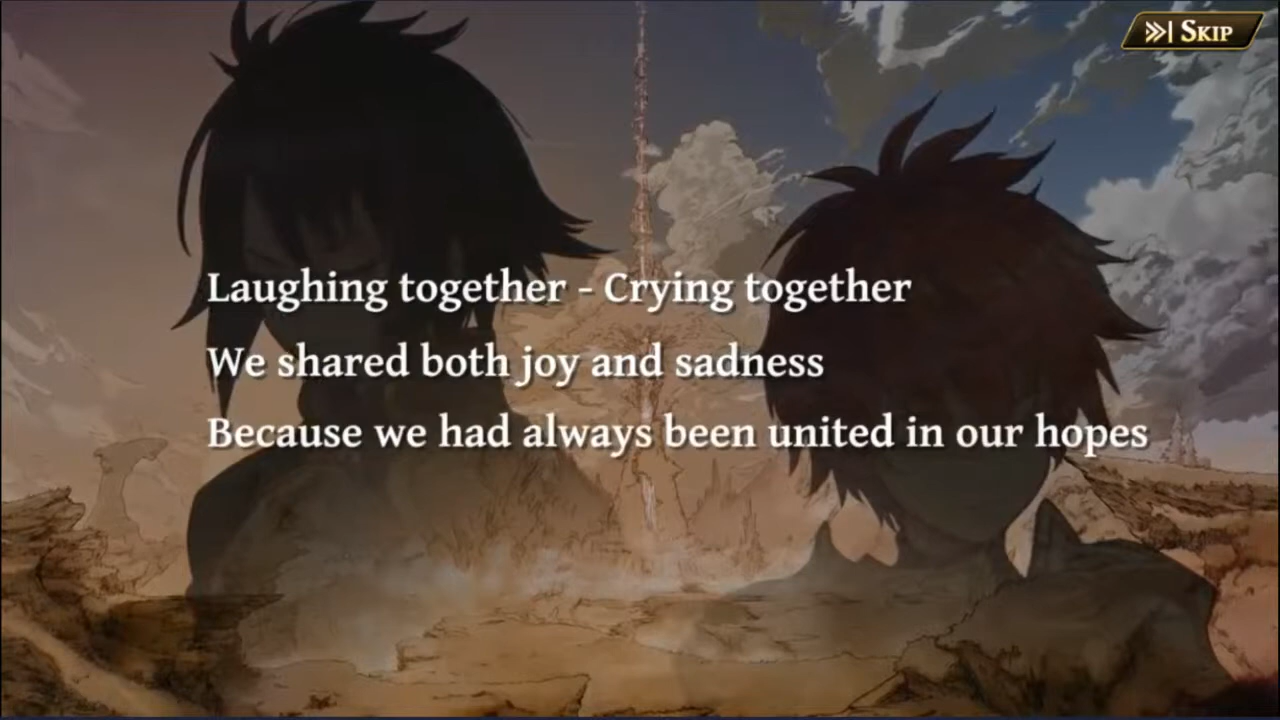 SKIP
Laughing together - Crying together
We shared both joy and sadness
Because we had always been united in our hopes